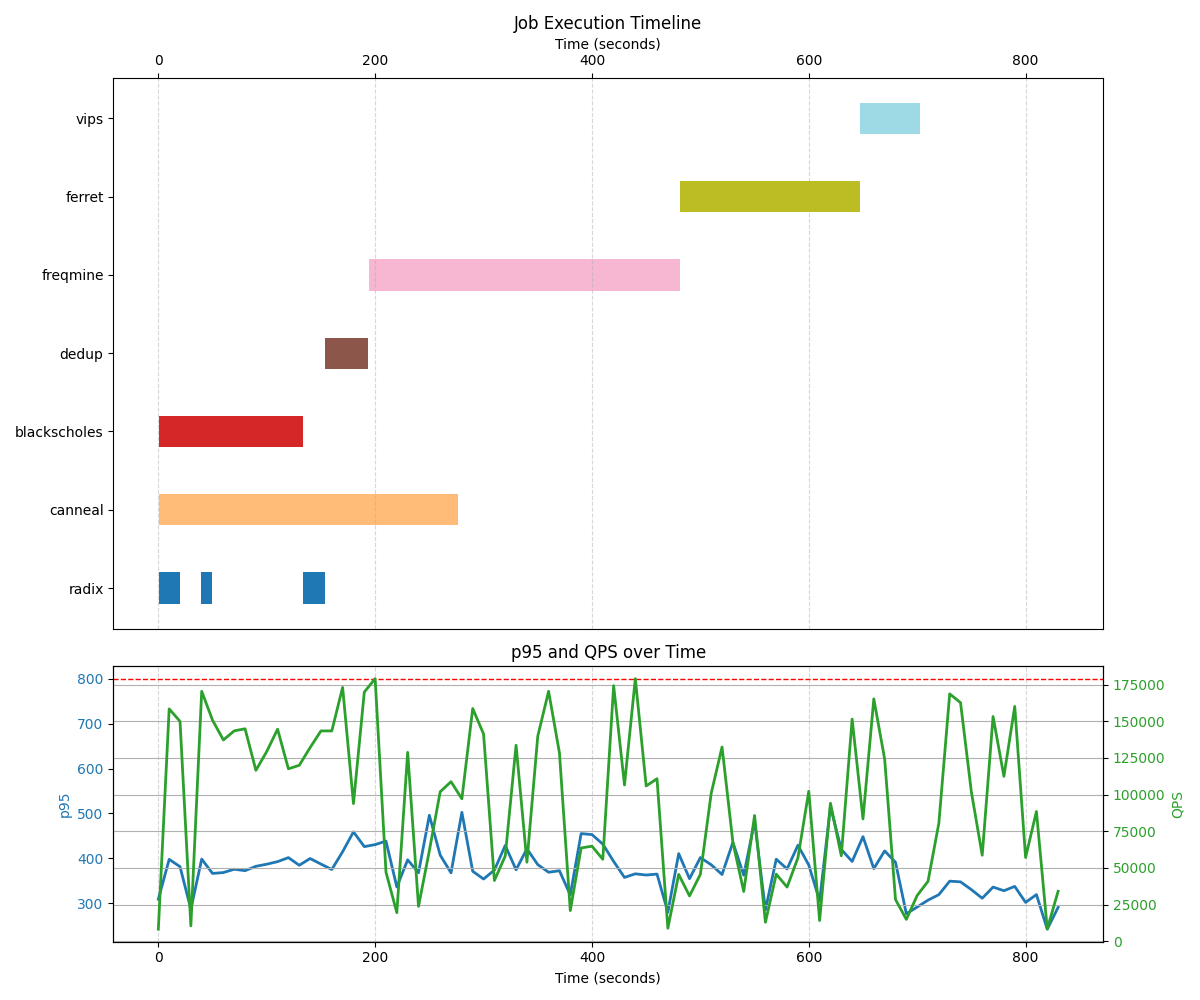 Job Execution Timeline
Time (seconds)
0 200 400 600 800
vips
ferret
freqmine
dedup
blackscholes
canneal
radix
p95 and QPS over Time
800
700
600
500
400
300
p95
175000
150000
125000
100000
75000
50000
25000
0
QPS
0 200 400 600 800
Time (seconds)